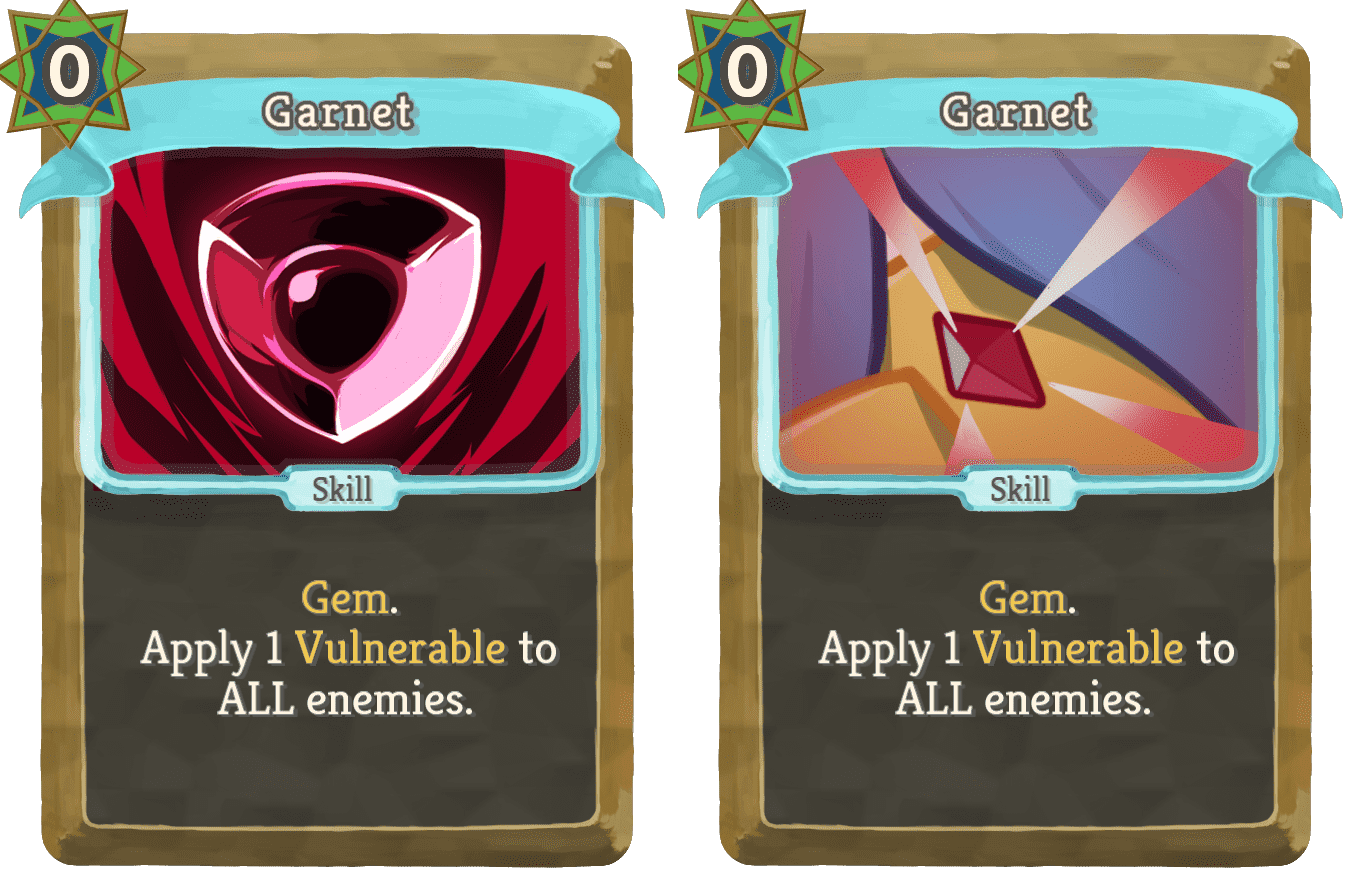 0
Garnet
Skill
Gem.
Apply 1 Vulnerable to
ALL enemies.
0
Garnet
Skill
Gem.
Apply 1 Vulnerable to
ALL enemies.